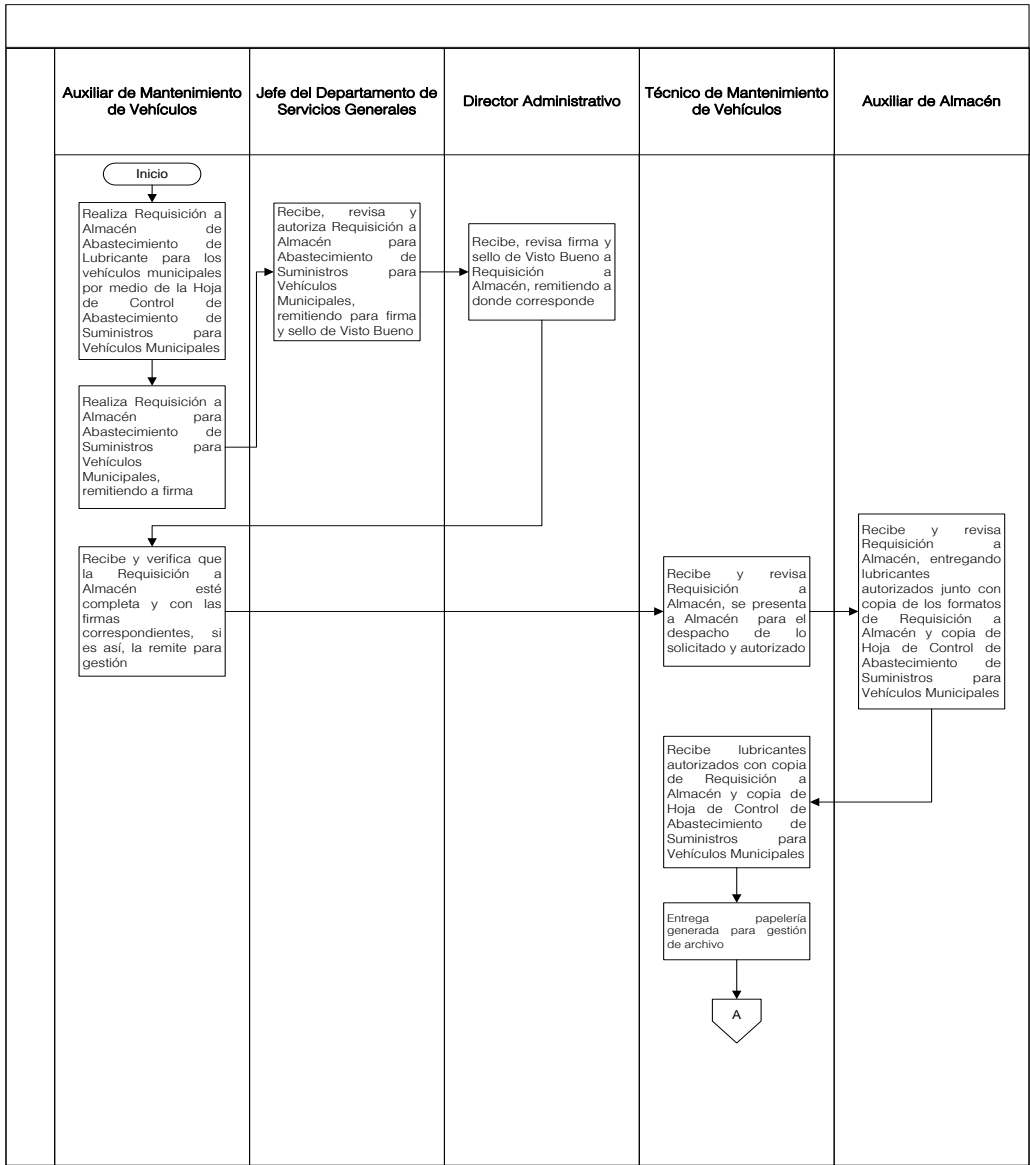 Auxiliar de Mantenimiento
de Vehículos
Jefe del Departamento de
Servicios Generales
Director Administrativo
Técnico de Mantenimiento
de Vehículos
Auxiliar de Almacén
Inicio
Realiza Requisición a
Almacén de
Abastecimiento de
Lubricante para los
vehículos municipales
por medio de la Hoja
de Control de
Abastecimiento de
Suministros para
Vehículos Municipales
Realiza Requisición a
Almacén para
Abastecimiento de
Suministros para
Vehículos
Municipales,
remitiendo a firma
Recibe, revisa y
autoriza Requisición a
Almacén para
Abastecimiento de
Suministros para
Vehículos
Municipales,
remitiendo para firma
y sello de Visto Bueno
Recibe, revisa firma y
sello de Visto Bueno a
Requisición a
Almacén, remitiendo a
donde corresponde
Recibe y verifica que
la Requisición a
Almacén esté
completa y con las
firmas
correspondientes, si
es así, la remite para
gestión
Recibe y revisa
Requisición a
Almacén, se presenta
a Almacén para el
despacho de lo
solicitado y autorizado
Recibe y revisa
Requisición a
Almacén, entregando
lubricantes
autorizados junto con
copia de los formatos
de Requisición a
Almacén y copia de
Hoja de Control de
Abastecimiento de
Suministros para
Vehículos Municipales
Recibe lubricantes
autorizados con copia
de Requisición a
Almacén y copia de
Hoja de Control de
Abastecimiento de
Suministros para
Vehículos Municipales
Entrega papelería
generada para gestión
de archivo
A